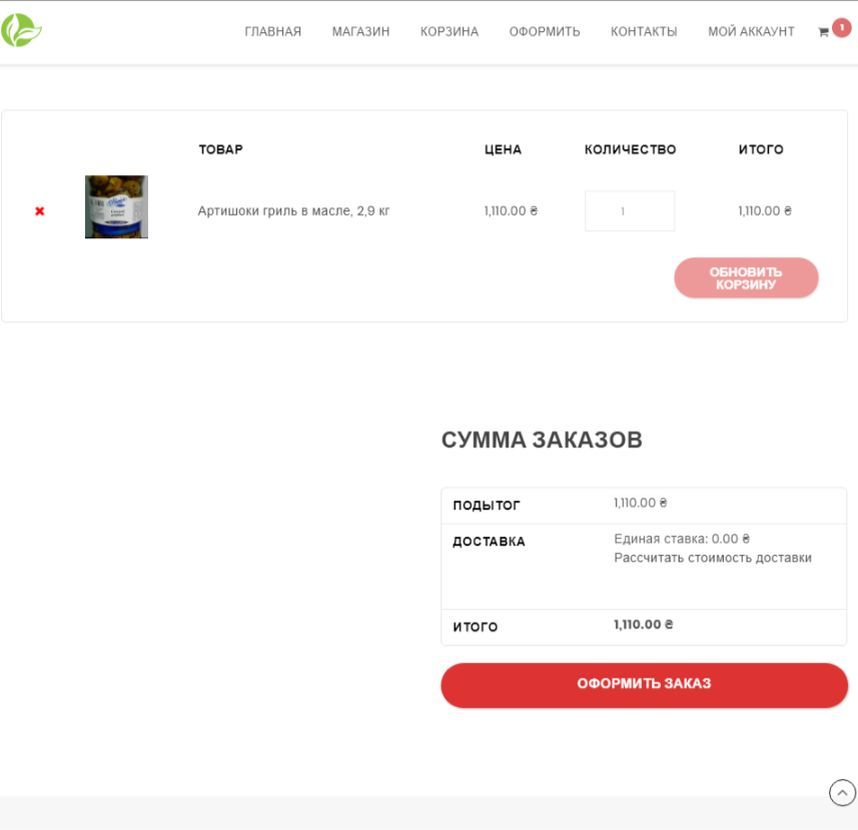 ГЛАВНАЯ МАГАЗИН КОРЗИНА ОФОРМИТЬ КОНТАКТЫ МОЙ АККАУНТ 1
ТОВАР ЦЕНА КОЛИЧЕСТВО ИТОГО
Артишоки гриль в масле, 2,9 кг 1,110.00 ₴ 1 1,110.00 ₴
ОБНОВИТЬ
КОРЗИНУ
СУММА ЗАКАЗОВ
ПОДЫТОГ 1,110.00 ₴
ДОСТАВКА Единая ставка: 0.00 ₴
Рассчитать стоимость доставки
ИТОГО 1,110.00 ₴
ОФОРМИТЬ ЗАКАЗ